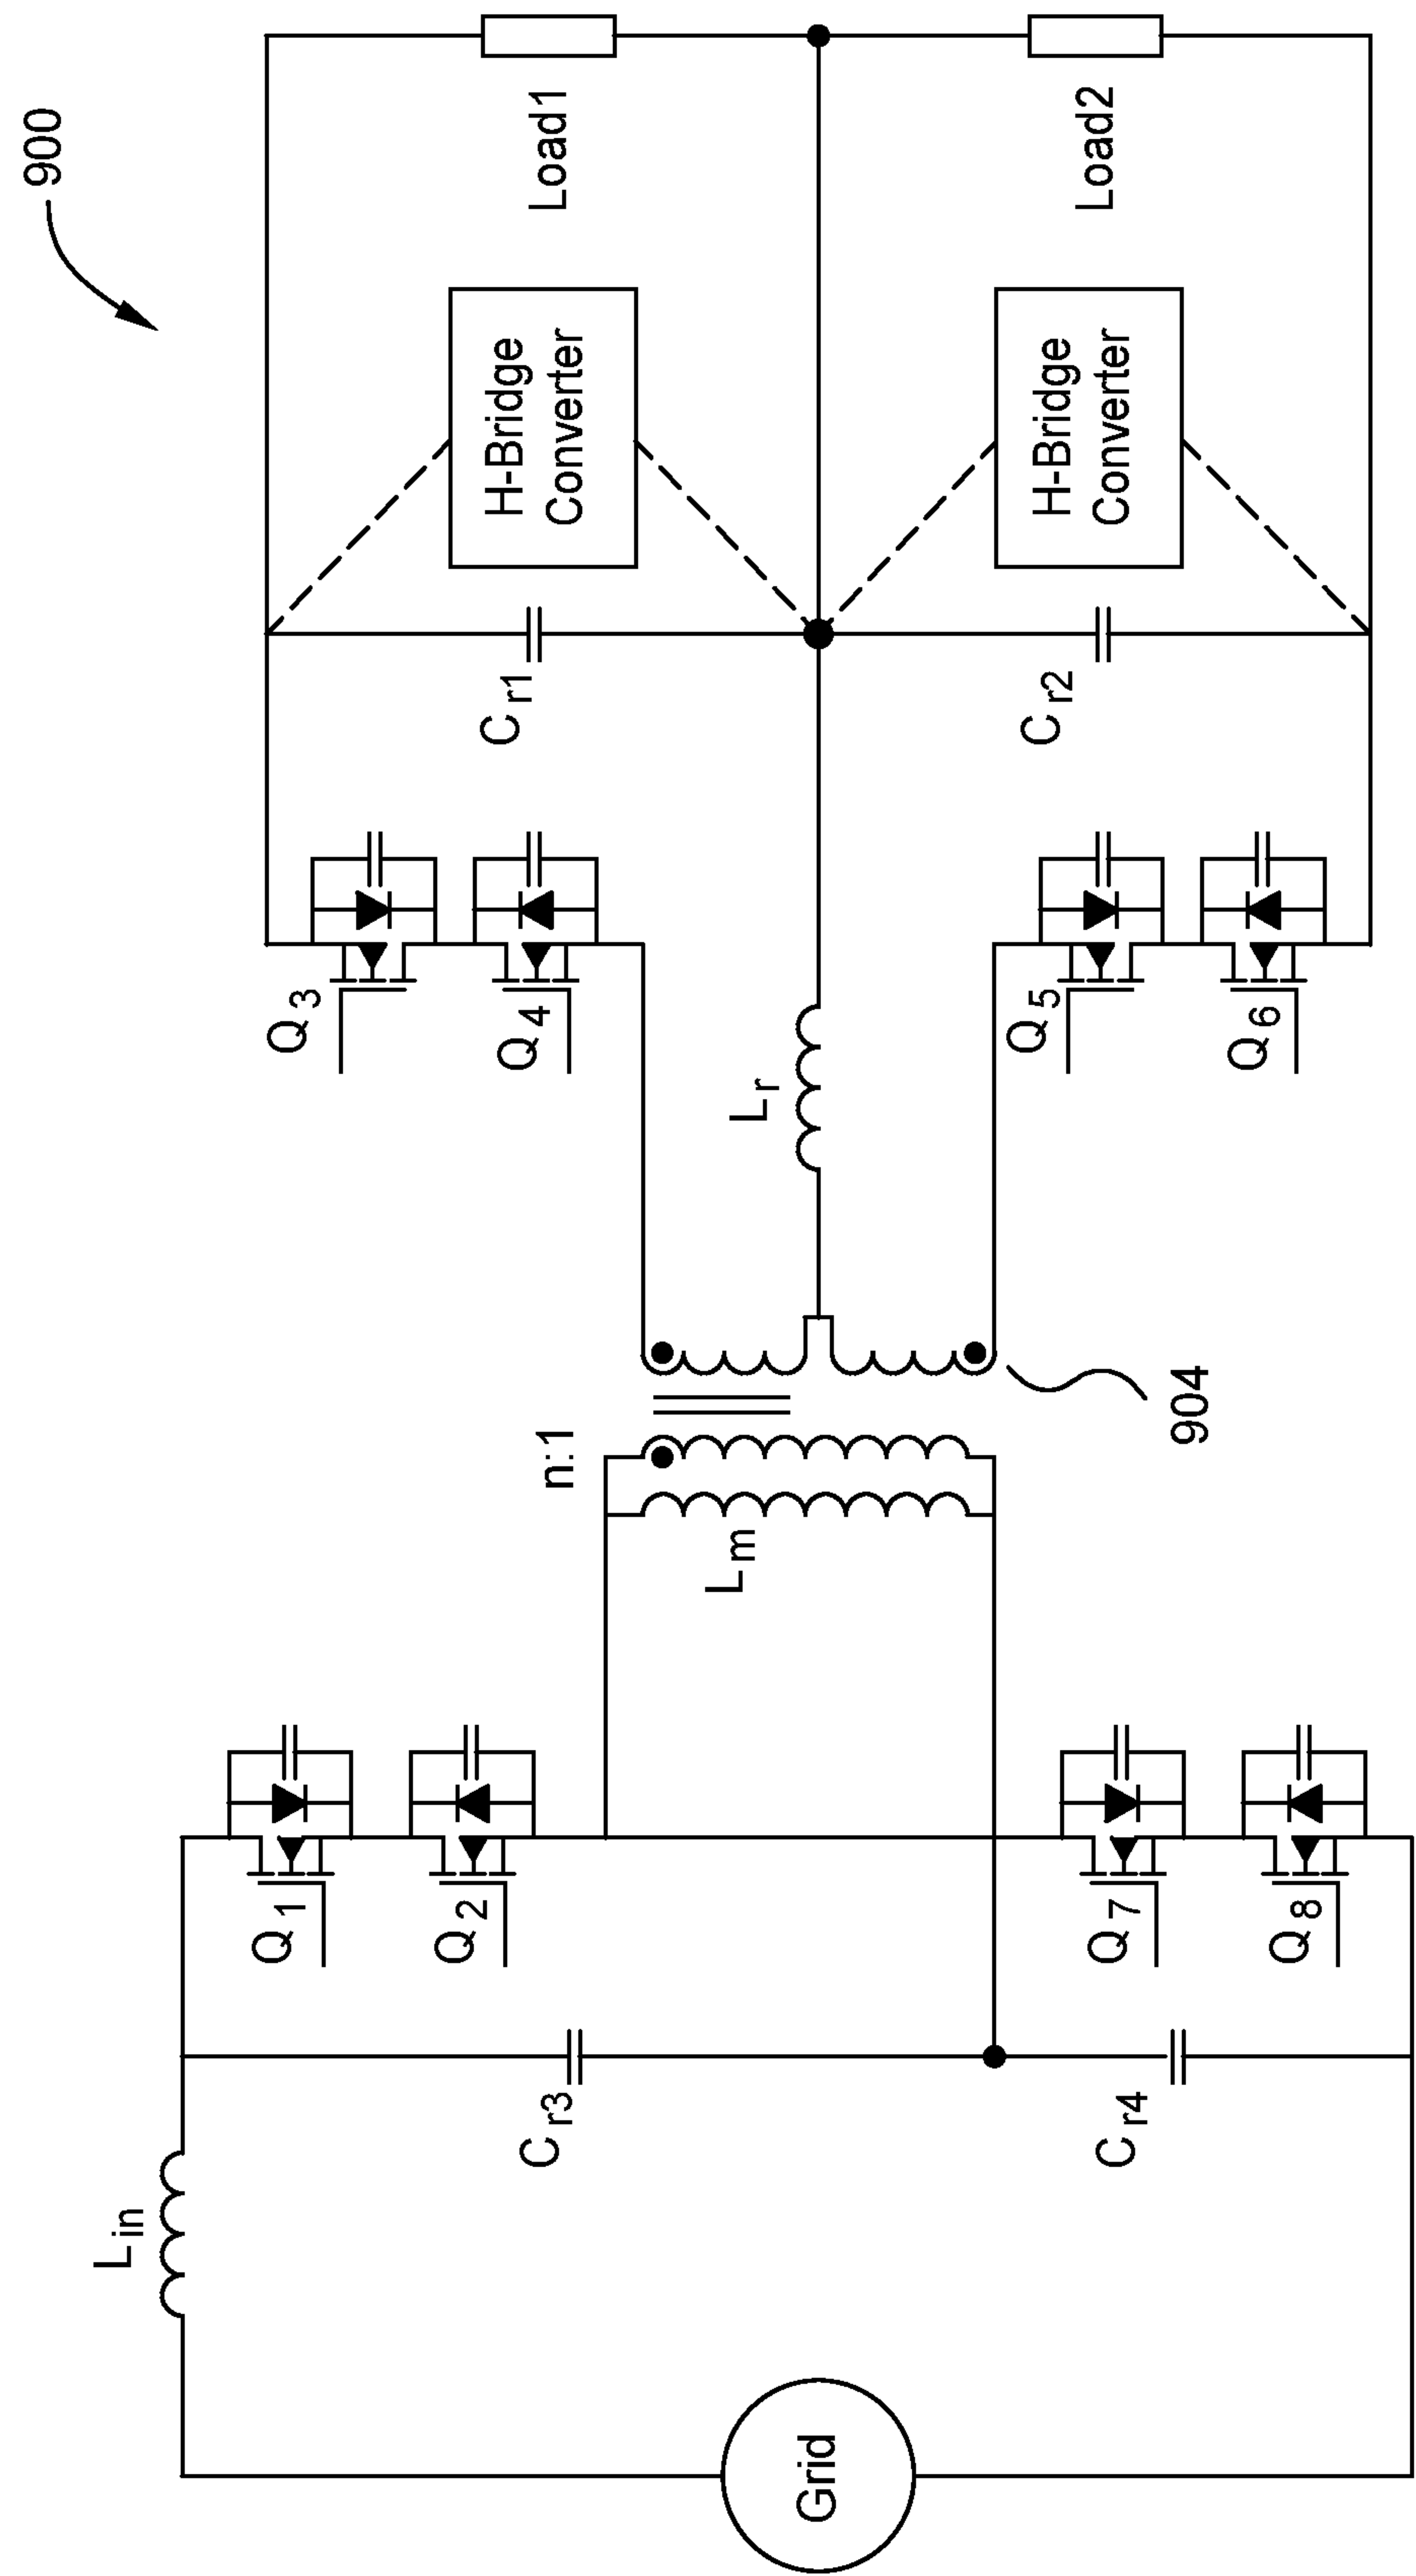 900
Load1
Load2
H-Bridge
Converter
H-Bridge
Converter
Cr1
Cr2
Q3
Q4
Q5
Q6
Lr
904
n:1
Lm
Q1
Q2
Q7
Q8
Cr3
Cr4
Lin
Grid